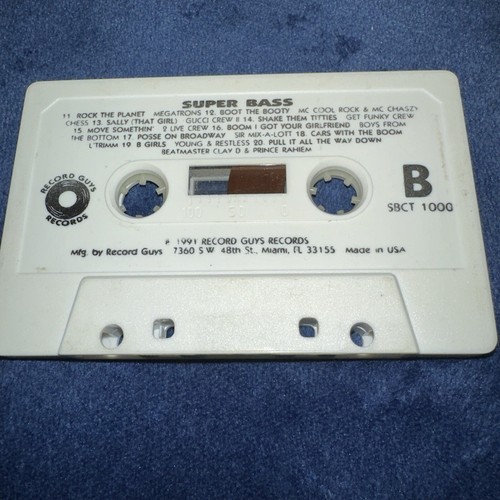 SUPER BASS
11. ROCK THE PLANET MEGATRONS 12. BOOT THE BOOTY MC COOL ROCK & MC CHASZY
CHESS 13. SALLY (THAT GIRL) GUCCI CREW II 14. SHAKE THEM TITTIES GET FUNKY CREW
15 MOVE SOMETHIN' 2 LIVE CREW 16. BOOM I GOT YOUR GIRLFRIEND BOYS FROM
THE BOTTOM 17. POSSE ON BROADWAY SIR MIX-A-LOTT 18. CARS WITH THE BOOM
L'TRIMM 19 B GIRLS YOUNG & RESTLESS 20. PULL IT ALL THE WAY DOWN
BEATMASTER CLAY D & PRINCE RAHIEM
RECORD GUYS
RECORDS
B
SBCT 1000
100 50
℗ 1991 RECORD GUYS RECORDS
Mfg. by Record Guys 7360 S.W. 48th St., Miami, FL 33155 Made in USA